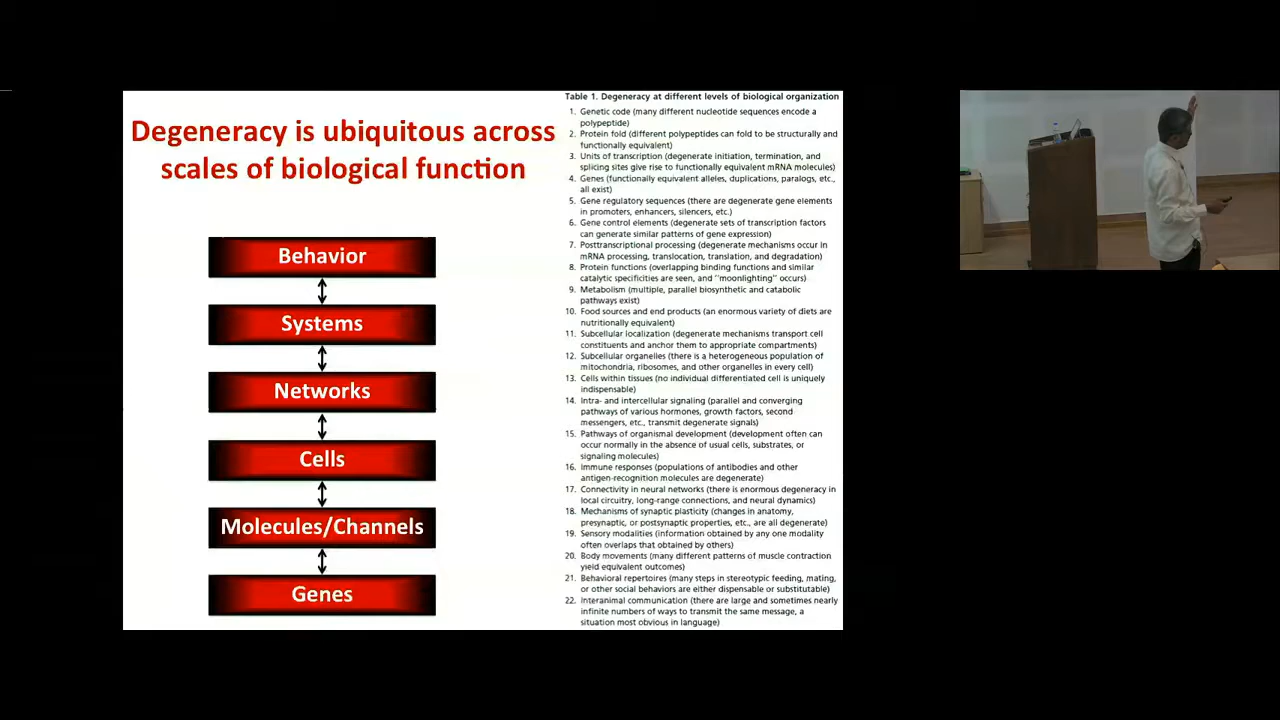 Degeneracy is ubiquitous across
scales of biological function
Behavior
Systems
Networks
Cells
Molecules/Channels
Genes
Table 1. Degeneracy at different levels of biological organization
1. Genetic code (many different nucleotide sequences encode a
polypeptide)
2. Protein fold (different polypeptides can fold to be structurally and
functionally equivalent)
3. Units of transcription (degenerate initiation, termination, and
splicing sites give rise to functionally equivalent mRNA molecules)
4. Genes (functionally equivalent alleles, duplications, paralogs, etc.,
all exist)
5. Gene regulatory sequences (there are degenerate gene elements
in promoters, enhancers, silencers, etc.)
6. Gene control elements (degenerate sets of transcription factors
can generate similar patterns of gene expression)
7. Posttranscriptional processing (degenerate mechanisms occur in
mRNA processing, translocation, translation, and degradation)
8. Protein functions (overlapping binding functions and similar
catalytic specificities are seen, and ‘‘moonlighting’’ occurs)
9. Metabolism (multiple, parallel biosynthetic and catabolic
pathways exist)
10. Food sources and end products (an enormous variety of diets are
nutritionally equivalent)
11. Subcellular localization (degenerate mechanisms transport cell
constituents and anchor them to appropriate compartments)
12. Subcellular organelles (there is a heterogeneous population of
mitochondria, ribosomes, and other organelles in every cell)
13. Cells within tissues (no individual differentiated cell is uniquely
indispensable)
14. Intra- and intercellular signaling (parallel and converging
pathways of various hormones, growth factors, second
messengers, etc., transmit degenerate signals)
15. Pathways of organismal development (development often can
occur normally in the absence of usual cells, substrates, or
signaling molecules)
16. Immune responses (populations of antibodies and other
antigen-recognition molecules are degenerate)
17. Connectivity in neural networks (there is enormous degeneracy in
local circuitry, long-range connections, and neural dynamics)
18. Mechanisms of synaptic plasticity (changes in anatomy,
presynaptic, or postsynaptic properties, etc., are all degenerate)
19. Sensory modalities (information obtained by any one modality
often overlaps that obtained by others)
20. Body movements (many different patterns of muscle contraction
yield equivalent outcomes)
21. Behavioral repertoires (many steps in stereotypic feeding, mating,
or other social behaviors are either dispensable or substitutable)
22. Interanimal communication (there are large and sometimes nearly
infinite numbers of ways to transmit the same message, a
situation most obvious in language)